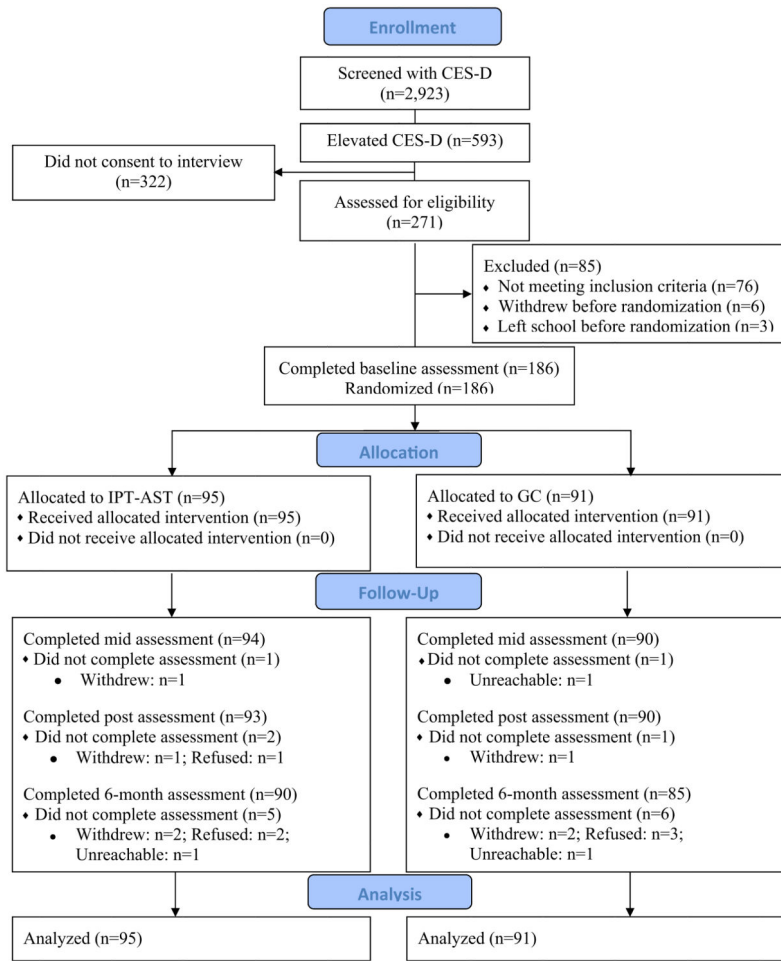 Enrollment
Screened with CES-D
(n=2,923)
Elevated CES-D (n=593)
Did not consent to interview
(n=322)
Assessed for eligibility
(n=271)
Excluded (n=85)
♦ Not meeting inclusion criteria (n=76)
♦ Withdrew before randomization (n=6)
♦ Left school before randomization (n=3)
Completed baseline assessment (n=186)
Randomized (n=186)
Allocation
Allocated to IPT-AST (n=95)
♦ Received allocated intervention (n=95)
♦ Did not receive allocated intervention (n=0)
Allocated to GC (n=91)
♦ Received allocated intervention (n=91)
♦ Did not receive allocated intervention (n=0)
Follow-Up
Completed mid assessment (n=94)
♦ Did not complete assessment (n=1)
● Withdrew: n=1
Completed post assessment (n=93)
♦ Did not complete assessment (n=2)
● Withdrew: n=1; Refused: n=1
Completed 6-month assessment (n=90)
♦ Did not complete assessment (n=5)
● Withdrew: n=2; Refused: n=2;
Unreachable: n=1
Completed mid assessment (n=90)
♦ Did not complete assessment (n=1)
● Unreachable: n=1
Completed post assessment (n=90)
♦ Did not complete assessment (n=1)
● Withdrew: n=1
Completed 6-month assessment (n=85)
♦ Did not complete assessment (n=6)
● Withdrew: n=2; Refused: n=3;
Unreachable: n=1
Analysis
Analyzed (n=95)
Analyzed (n=91)